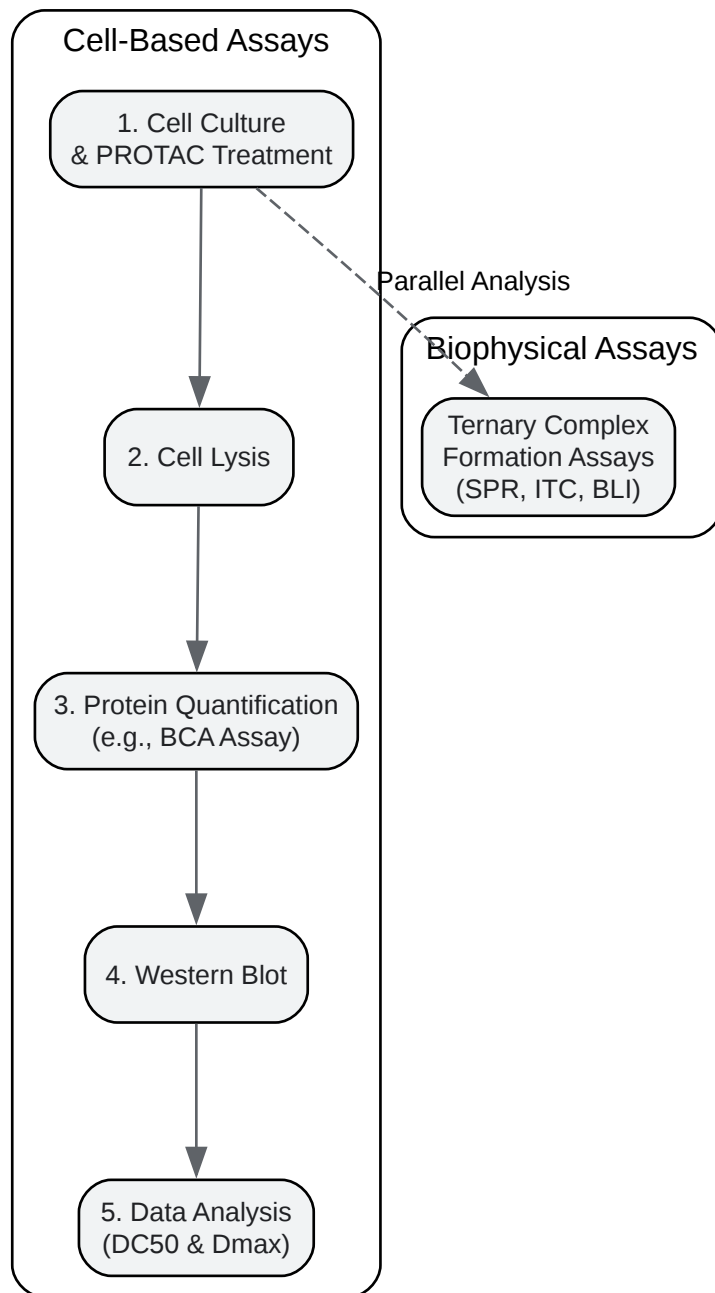 Cell-Based Assays
1. Cell Culture
& PROTAC Treatment
Parallel Analysis
Biophysical Assays
Ternary Complex
Formation Assays
(SPR, ITC, BLI)
2. Cell Lysis
3. Protein Quantification
(e.g., BCA Assay)
4. Western Blot
5. Data Analysis
(DC50 & Dmax)